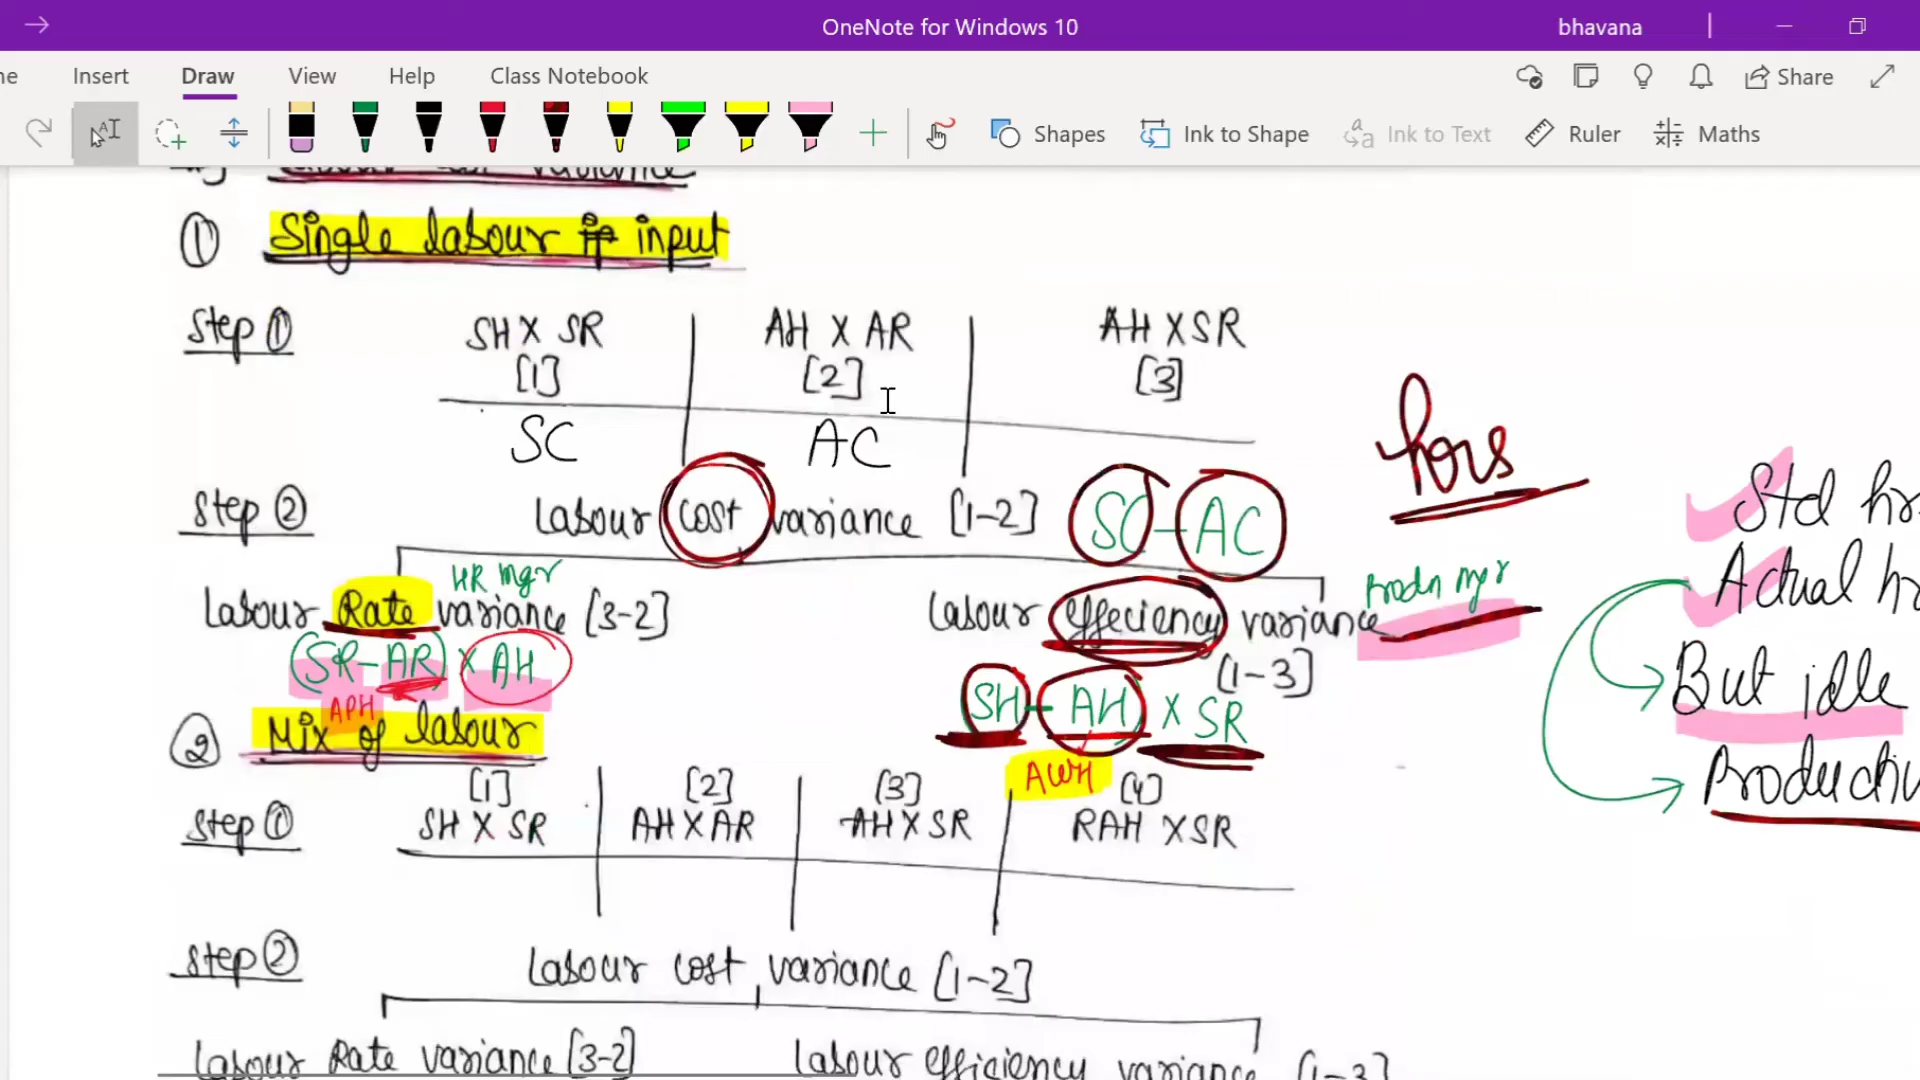 OneNote for Windows 10
bhavana
Insert Draw View Help Class Notebook
Share
Shapes Ink to Shape Ink to Text Ruler Maths
① Single labour input
Step ① SH X SR AH X AR AH X SR
[1] [2] [3]
SC AC
hors
Step ② Labour cost variance [1-2] SC - AC
Std hr
HR mgr
Prodn mgr
Actual h
Labour Rate variance [3-2] Labour effeciency variance
[1-3]
(SR - AR) X AH
But idle
APH
SH - AH X SR
② Mix of labour
AWH
Productiv
[1] [2] [3] [4]
Step ① SH X SR AH X AR AH X SR RAH X SR
Step ② Labour cost variance [1-2]
Labour Rate variance [3-2] Labour efficiency variance [1-3]